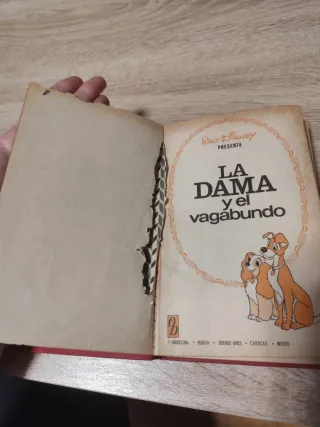 Walt Disney
PRESENTA
LA
DAMA
y el
vagabundo
• BARCELONA • BOGOTA • BUENOS AIRES • CARACAS • MEXICO